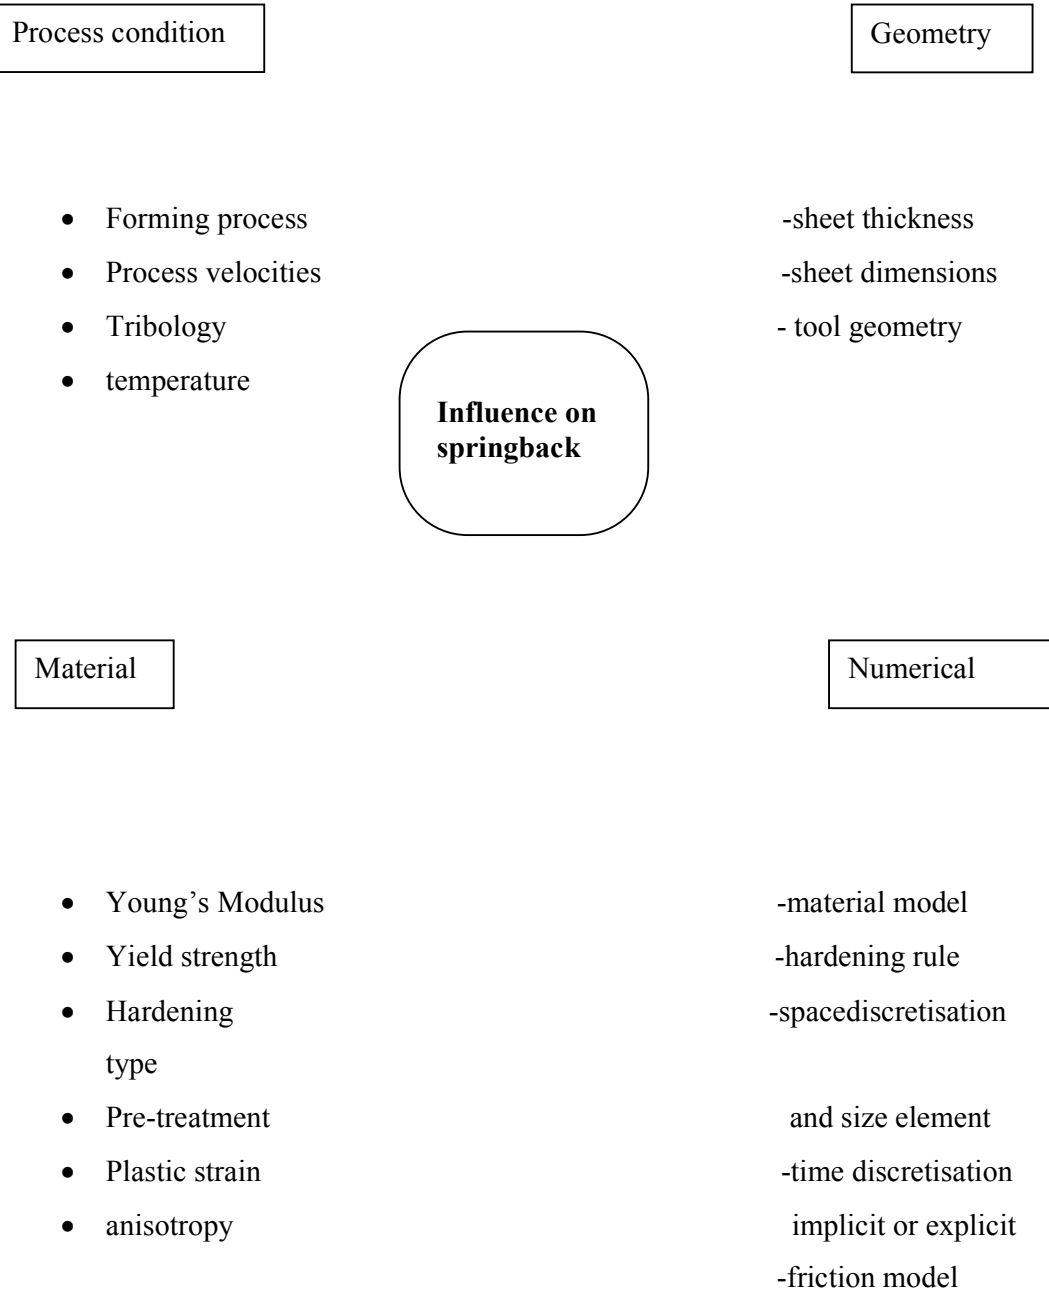 Process condition
Geometry
• Forming process
-sheet thickness
• Process velocities
-sheet dimensions
• Tribology
- tool geometry
• temperature
Influence on
springback
Material
Numerical
• Young’s Modulus
-material model
• Yield strength
-hardening rule
• Hardening
-spacediscretisation
type
• Pre-treatment
and size element
• Plastic strain
-time discretisation
• anisotropy
implicit or explicit
-friction model